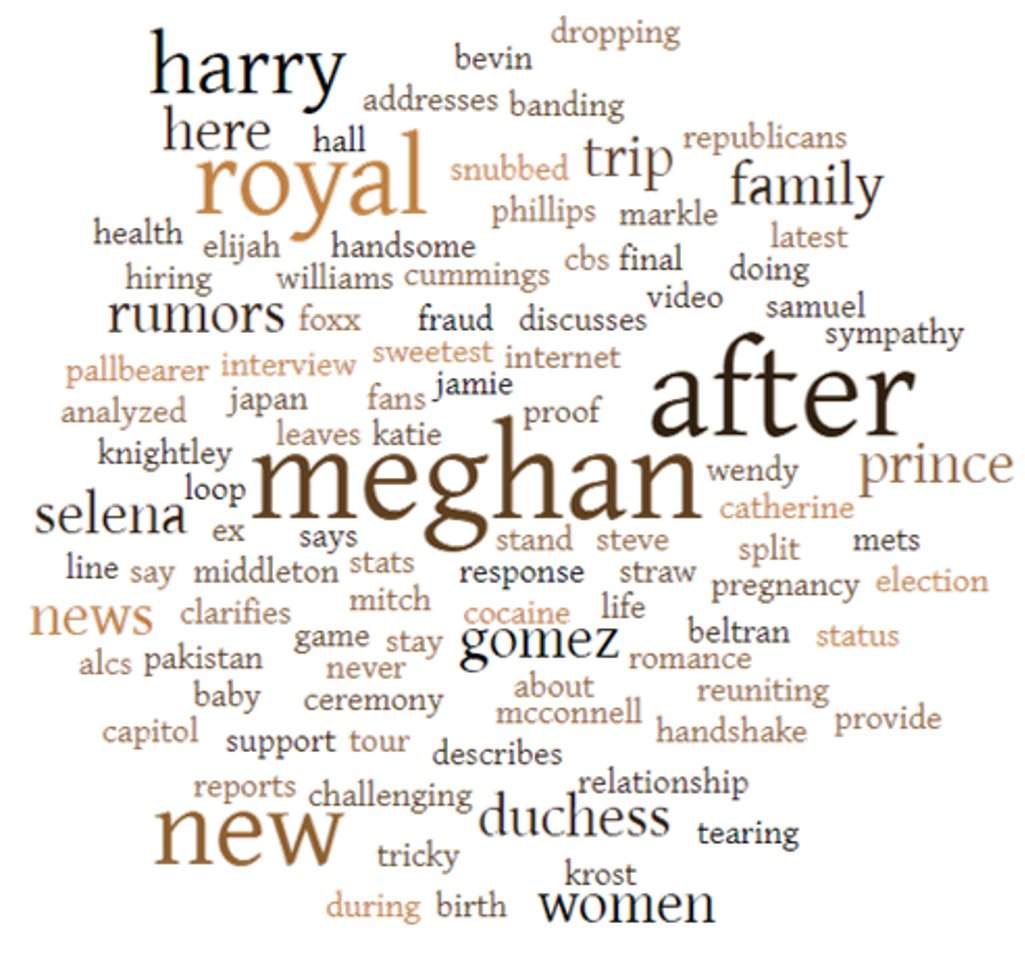 dropping
harry bevin
addresses banding
here hall
royal snubbed trip republicans
family
phillips markle
health elijah handsome latest
hiring williams cummings cbs final doing
rumors foxx fraud discusses video samuel
sympathy
pallbearer interview sweetest internet
analyzed japan fans jamie proof after
leaves katie
knightley meghan wendy prince
selena loop catherine
ex says stand steve split mets
line say middleton stats response straw pregnancy election
news clarifies mitch cocaine life
game stay gomez beltran status
alcs pakistan never romance
baby ceremony about reuniting
capitol mcconnell handshake provide
support tour describes
reports challenging relationship
new duchess tearing
tricky krost
during birth women